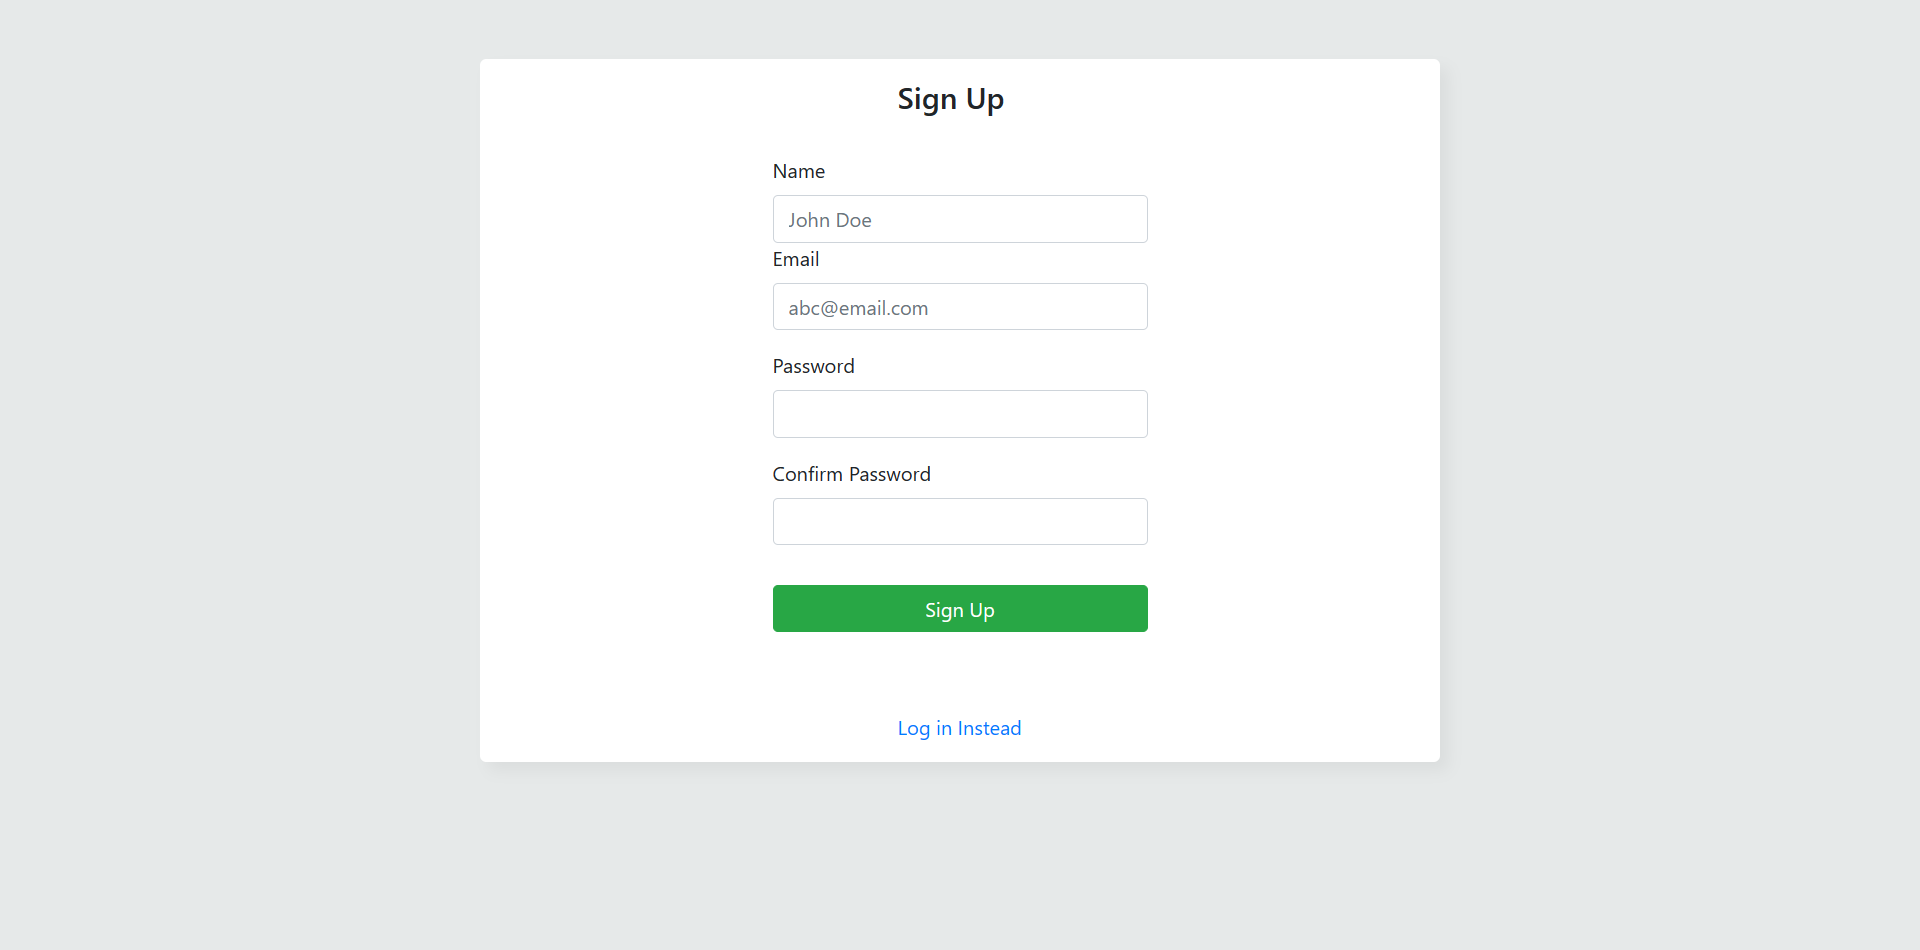 Sign Up
Name
John Doe
Email
abc@email.com
Password
Confirm Password
Sign Up
Log in Instead